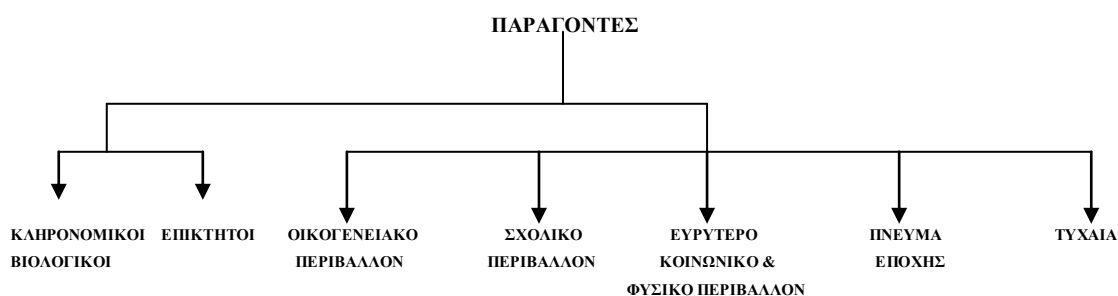 ΠΑΡΑΓΟΝΤΕΣ
ΚΛΗΡΟΝΟΜΙΚΟΙ
ΒΙΟΛΟΓΙΚΟΙ
ΕΠΙΚΤΗΤΟΙ
ΟΙΚΟΓΕΝΕΙΑΚΟ
ΠΕΡΙΒΑΛΛΟΝ
ΣΧΟΛΙΚΟ
ΠΕΡΙΒΑΛΛΟΝ
ΕΥΡΥΤΕΡΟ
ΚΟΙΝΩΝΙΚΟ &
ΦΥΣΙΚΟ ΠΕΡΙΒΑΛΛΟΝ
ΠΝΕΥΜΑ
ΕΠΟΧΗΣ
ΤΥΧΑΙΑ